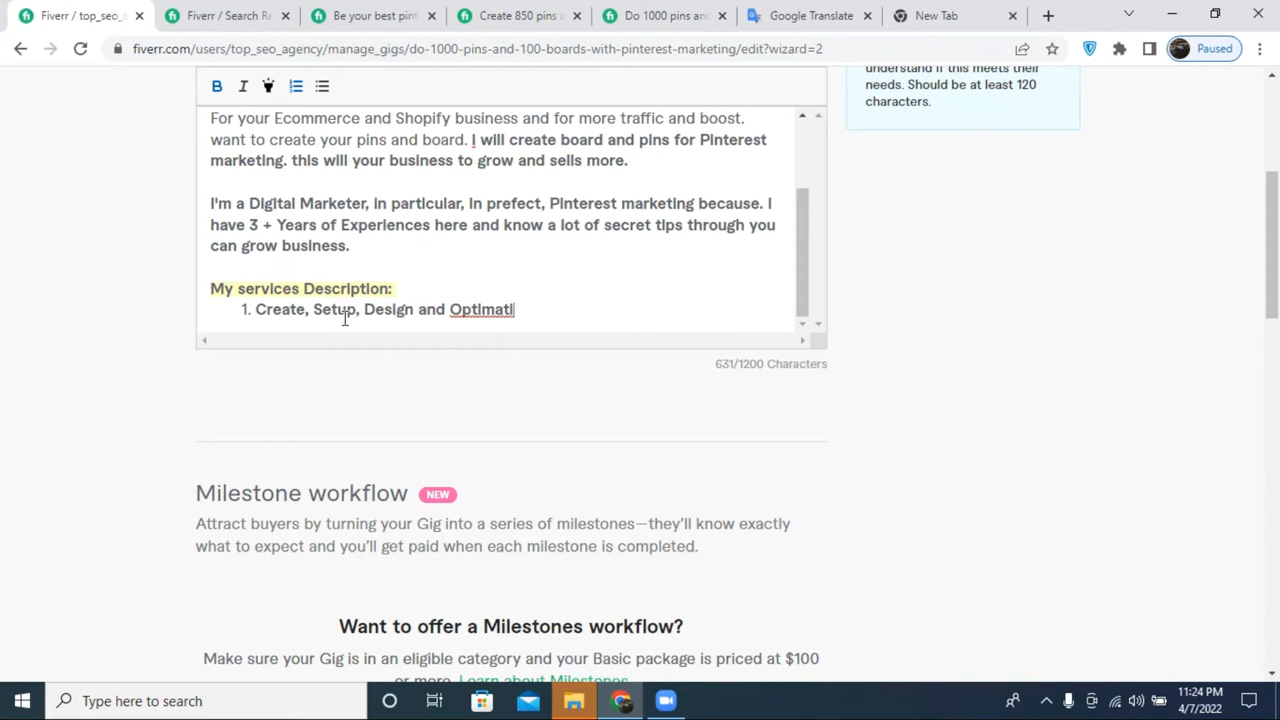 Fiverr / top_seo_a
Fiverr / Search Re
Be your best pint
Create 850 pins a
Do 1000 pins and
Google Translate
New Tab
fiverr.com/users/top_seo_agency/manage_gigs/do-1000-pins-and-100-boards-with-pinterest-marketing/edit?wizard=2
Paused
B I
understand if this meets their
needs. Should be at least 120
characters.
For your Ecommerce and Shopify business and for more traffic and boost.
want to create your pins and board. I will create board and pins for Pinterest
marketing. this will your business to grow and sells more.
I'm a Digital Marketer, in particular, In prefect, Pinterest marketing because. I
have 3 + Years of Experiences here and know a lot of secret tips through you
can grow business.
My services Description:
1. Create, Setup, Design and Optimati
631/1200 Characters
Milestone workflow NEW
Attract buyers by turning your Gig into a series of milestones—they'll know exactly
what to expect and you'll get paid when each milestone is completed.
Want to offer a Milestones workflow?
Make sure your Gig is in an eligible category and your Basic package is priced at $100
or more. Learn about Milestones
Type here to search
11:24 PM
4/7/2022